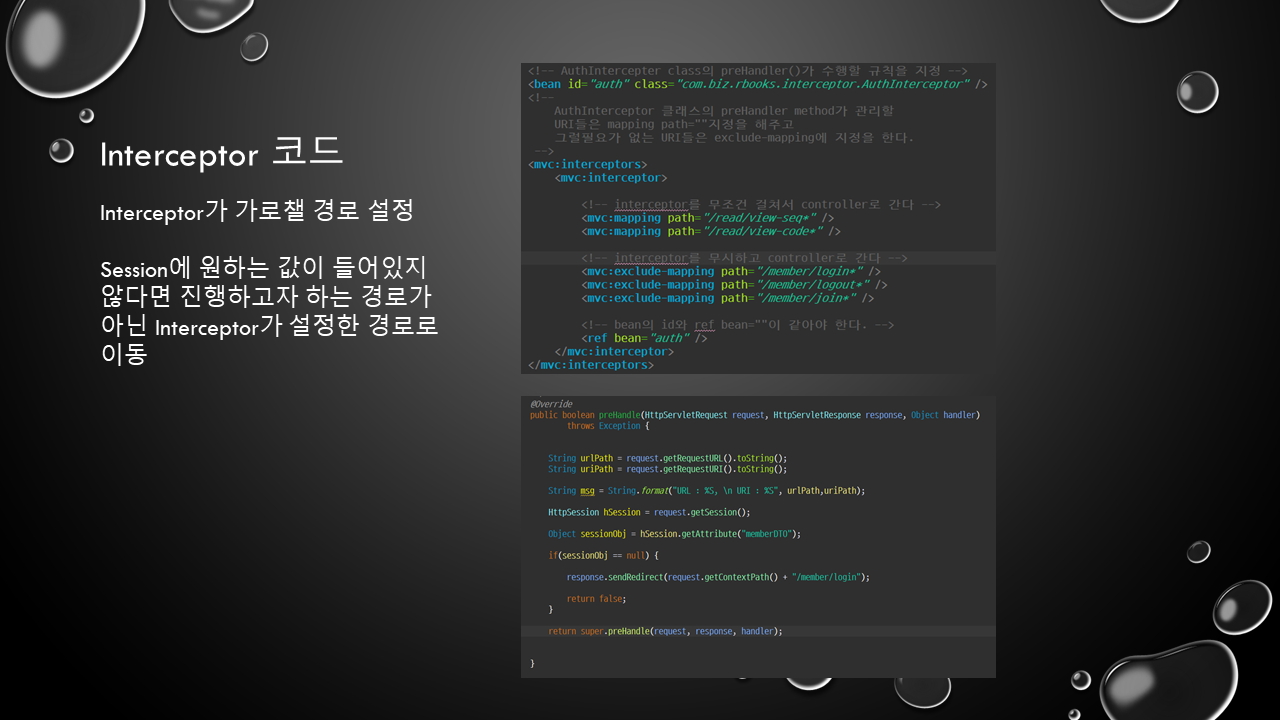 Interceptor 코드
Interceptor가 가로챌 경로 설정
Session에 원하는 값이 들어있지
않다면 진행하고자 하는 경로가
아닌 Interceptor가 설정한 경로로
이동
<!-- AuthIntercepter class의 preHandler()가 수행할 규칙을 지정 -->
<bean id="auth" class="com.biz.rbooks.interceptor.AuthInterceptor" />
<!--
AuthInterceptor 클래스의 preHandler method가 관리할
URI들은 mapping path=""지정을 해주고
그럴필요가 없는 URI들은 exclude-mapping에 지정을 한다.
-->
<mvc:interceptors>
<mvc:interceptor>
<!-- interceptor를 무조건 걸쳐서 controller로 간다 -->
<mvc:mapping path="/read/view-seq*" />
<mvc:mapping path="/read/view-code*" />
<!-- interceptor를 무시하고 controller로 간다 -->
<mvc:exclude-mapping path="/member/login*" />
<mvc:exclude-mapping path="/member/logout*" />
<mvc:exclude-mapping path="/member/join*" />
<!-- bean의 id와 ref bean=""이 같아야 한다. -->
<ref bean="auth" />
</mvc:interceptor>
</mvc:interceptors>
@Override
public boolean preHandle(HttpServletRequest request, HttpServletResponse response, Object handler)
throws Exception {
String urlPath = request.getRequestURL().toString();
String uriPath = request.getRequestURI().toString();
String msg = String.format("URL : %S, \n URI : %S", urlPath,uriPath);
HttpSession hSession = request.getSession();
Object sessionObj = hSession.getAttribute("memberDTO");
if(sessionObj == null) {
response.sendRedirect(request.getContextPath() + "/member/login");
return false;
}
return super.preHandle(request, response, handler);
}